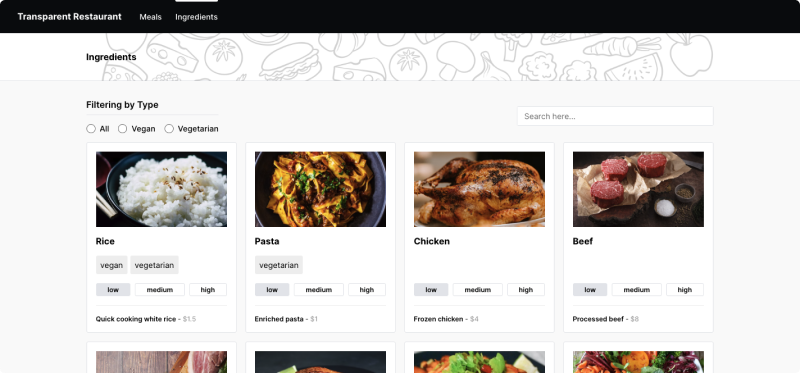 Transparent Restaurant Meals Ingredients
Ingredients
Filtering by Type
All Vegan Vegetarian
Search here...
Rice
vegan vegetarian
low medium high
Quick cooking white rice - $1.5
Pasta
vegetarian
low medium high
Enriched pasta - $1
Chicken
low medium high
Frozen chicken - $4
Beef
low medium high
Processed beef - $8